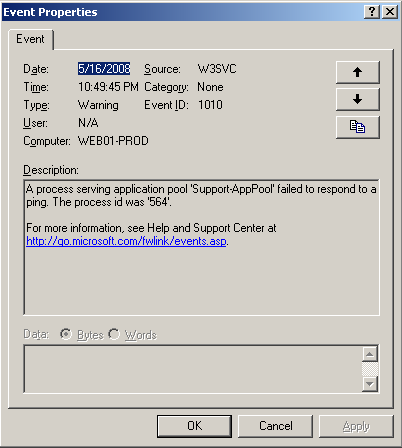 Event Properties
Event
Date: 5/16/2008 Source: W3SVC
Time: 10:49:45 PM Category: None
Type: Warning Event ID: 1010
User: N/A
Computer: WEB01-PROD
Description:
A process serving application pool 'Support-AppPool' failed to respond to a
ping. The process id was '564'.
For more information, see Help and Support Center at
http://go.microsoft.com/fwlink/events.asp.
Data: Bytes Words
OK Cancel Apply